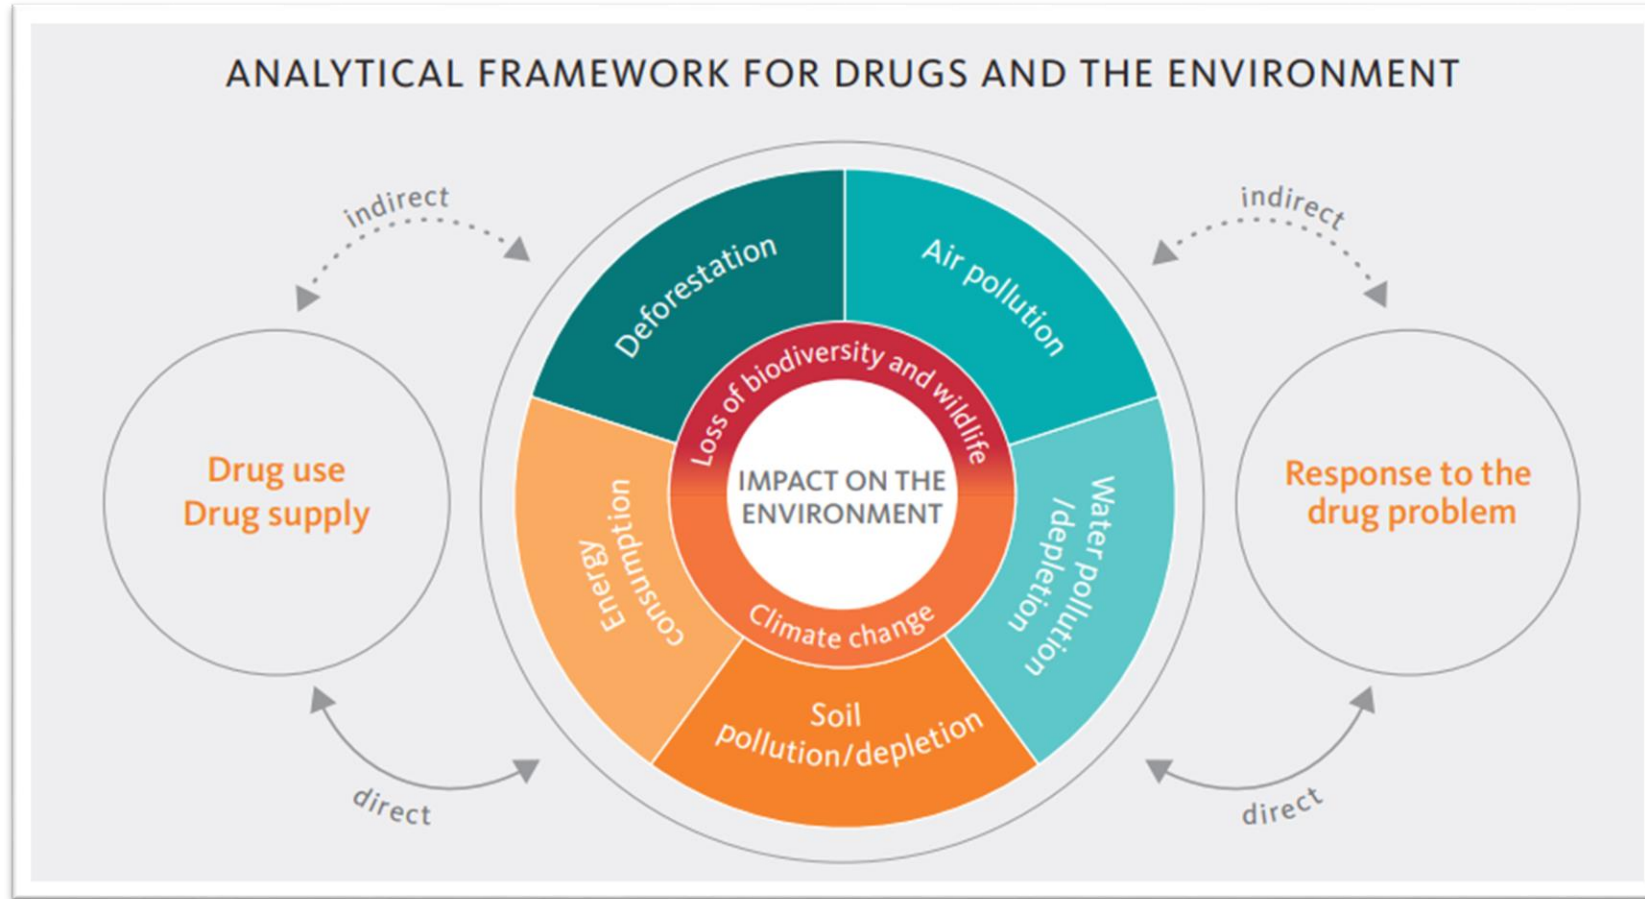 ANALYTICAL FRAMEWORK FOR DRUGS AND THE ENVIRONMENT
indirect
indirect
Deforestation
Air pollution
Loss of biodiversity and wildlife
Drug use
Drug supply
IMPACT ON THE
ENVIRONMENT
Response to the
drug problem
Energy
consumption
Water pollution
/depletion
Climate change
Soil
pollution/depletion
direct
direct